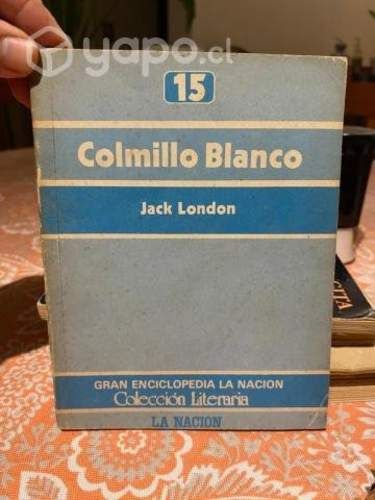 yapo.cl
15
Colmillo Blanco
Jack London
GRAN ENCICLOPEDIA LA NACION
Colección Literaria
LA NACION